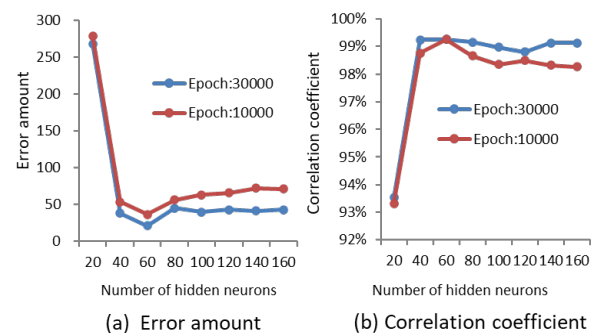 300
250
200
150
100
50
0
Error amount
Epoch:30000
Epoch:10000
20 40 60 80 100 120 140 160
Number of hidden neurons
(a) Error amount
100%
99%
98%
97%
96%
95%
94%
93%
92%
Correlation coefficient
Epoch:30000
Epoch:10000
20 40 60 80 100 120 140 160
Number of hidden neurons
(b) Correlation coefficient